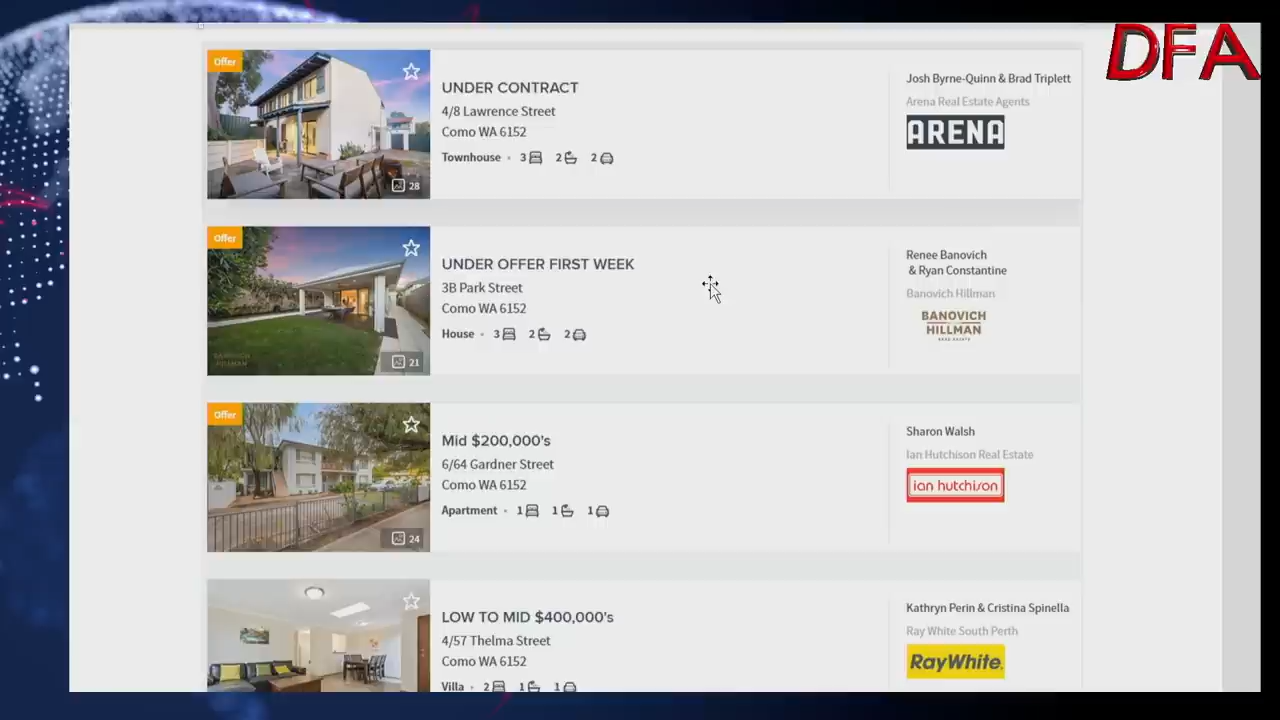 DFA
Offer
28
UNDER CONTRACT
4/8 Lawrence Street
Como WA 6152
Townhouse · 3 2 2
Josh Byrne-Quinn & Brad Triplett
Arena Real Estate Agents
ARENA
Offer
21
BANOVICH
HILLMAN
UNDER OFFER FIRST WEEK
3B Park Street
Como WA 6152
House · 3 2 2
Renee Banovich
& Ryan Constantine
Banovich Hillman
BANOVICH
HILLMAN
REAL ESTATE
Offer
24
Mid $200,000's
6/64 Gardner Street
Como WA 6152
Apartment · 1 1 1
Sharon Walsh
Ian Hutchison Real Estate
ian hutchison
LOW TO MID $400,000's
4/57 Thelma Street
Como WA 6152
Villa · 2 1 1
Kathryn Perin & Cristina Spinella
Ray White South Perth
RayWhite.